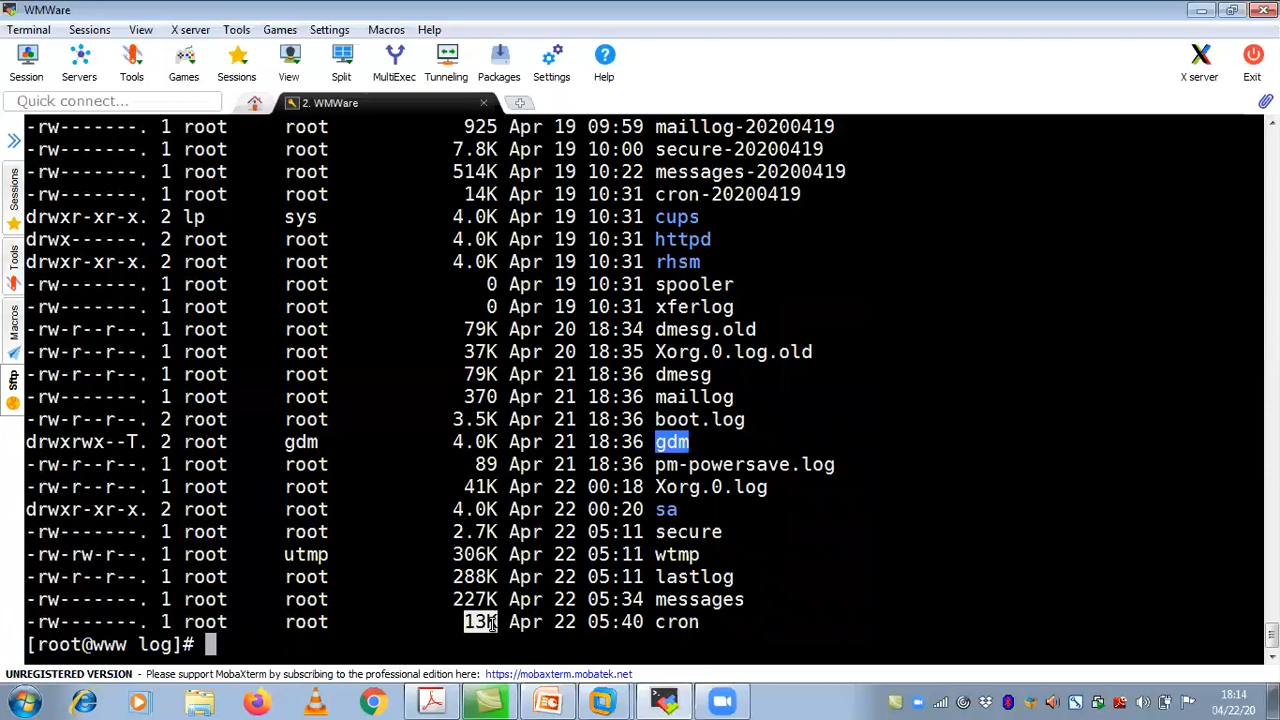 WMWare
Terminal Sessions View X server Tools Games Settings Macros Help
Session Servers Tools Games Sessions View Split MultiExec Tunneling Packages Settings Help X server Exit
Quick connect... 2. WMWare
Sessions
Tools
Macros
Sftp
-rw-------. 1 root root 925 Apr 19 09:59 maillog-20200419
-rw-------. 1 root root 7.8K Apr 19 10:00 secure-20200419
-rw-------. 1 root root 514K Apr 19 10:22 messages-20200419
-rw-------. 1 root root 14K Apr 19 10:31 cron-20200419
drwxr-xr-x. 2 lp sys 4.0K Apr 19 10:31 cups
drwx------. 2 root root 4.0K Apr 19 10:31 httpd
drwxr-xr-x. 2 root root 4.0K Apr 19 10:31 rhsm
-rw-------. 1 root root 0 Apr 19 10:31 spooler
-rw-------. 1 root root 0 Apr 19 10:31 xferlog
-rw-r--r--. 1 root root 79K Apr 20 18:34 dmesg.old
-rw-r--r--. 1 root root 37K Apr 20 18:35 Xorg.0.log.old
-rw-r--r--. 1 root root 79K Apr 21 18:36 dmesg
-rw-------. 1 root root 370 Apr 21 18:36 maillog
-rw-r--r--. 2 root root 3.5K Apr 21 18:36 boot.log
drwxrwx--T. 2 root gdm 4.0K Apr 21 18:36 gdm
-rw-r--r--. 1 root root 89 Apr 21 18:36 pm-powersave.log
-rw-r--r--. 1 root root 41K Apr 22 00:18 Xorg.0.log
drwxr-xr-x. 2 root root 4.0K Apr 22 00:20 sa
-rw-------. 1 root root 2.7K Apr 22 05:11 secure
-rw-rw-r--. 1 root utmp 306K Apr 22 05:11 wtmp
-rw-r--r--. 1 root root 288K Apr 22 05:11 lastlog
-rw-------. 1 root root 227K Apr 22 05:34 messages
-rw-------. 1 root root 13K Apr 22 05:40 cron
[root@www log]#
UNREGISTERED VERSION - Please support MobaXterm by subscribing to the professional edition here: https://mobaxterm.mobatek.net
18:14
04/22/20